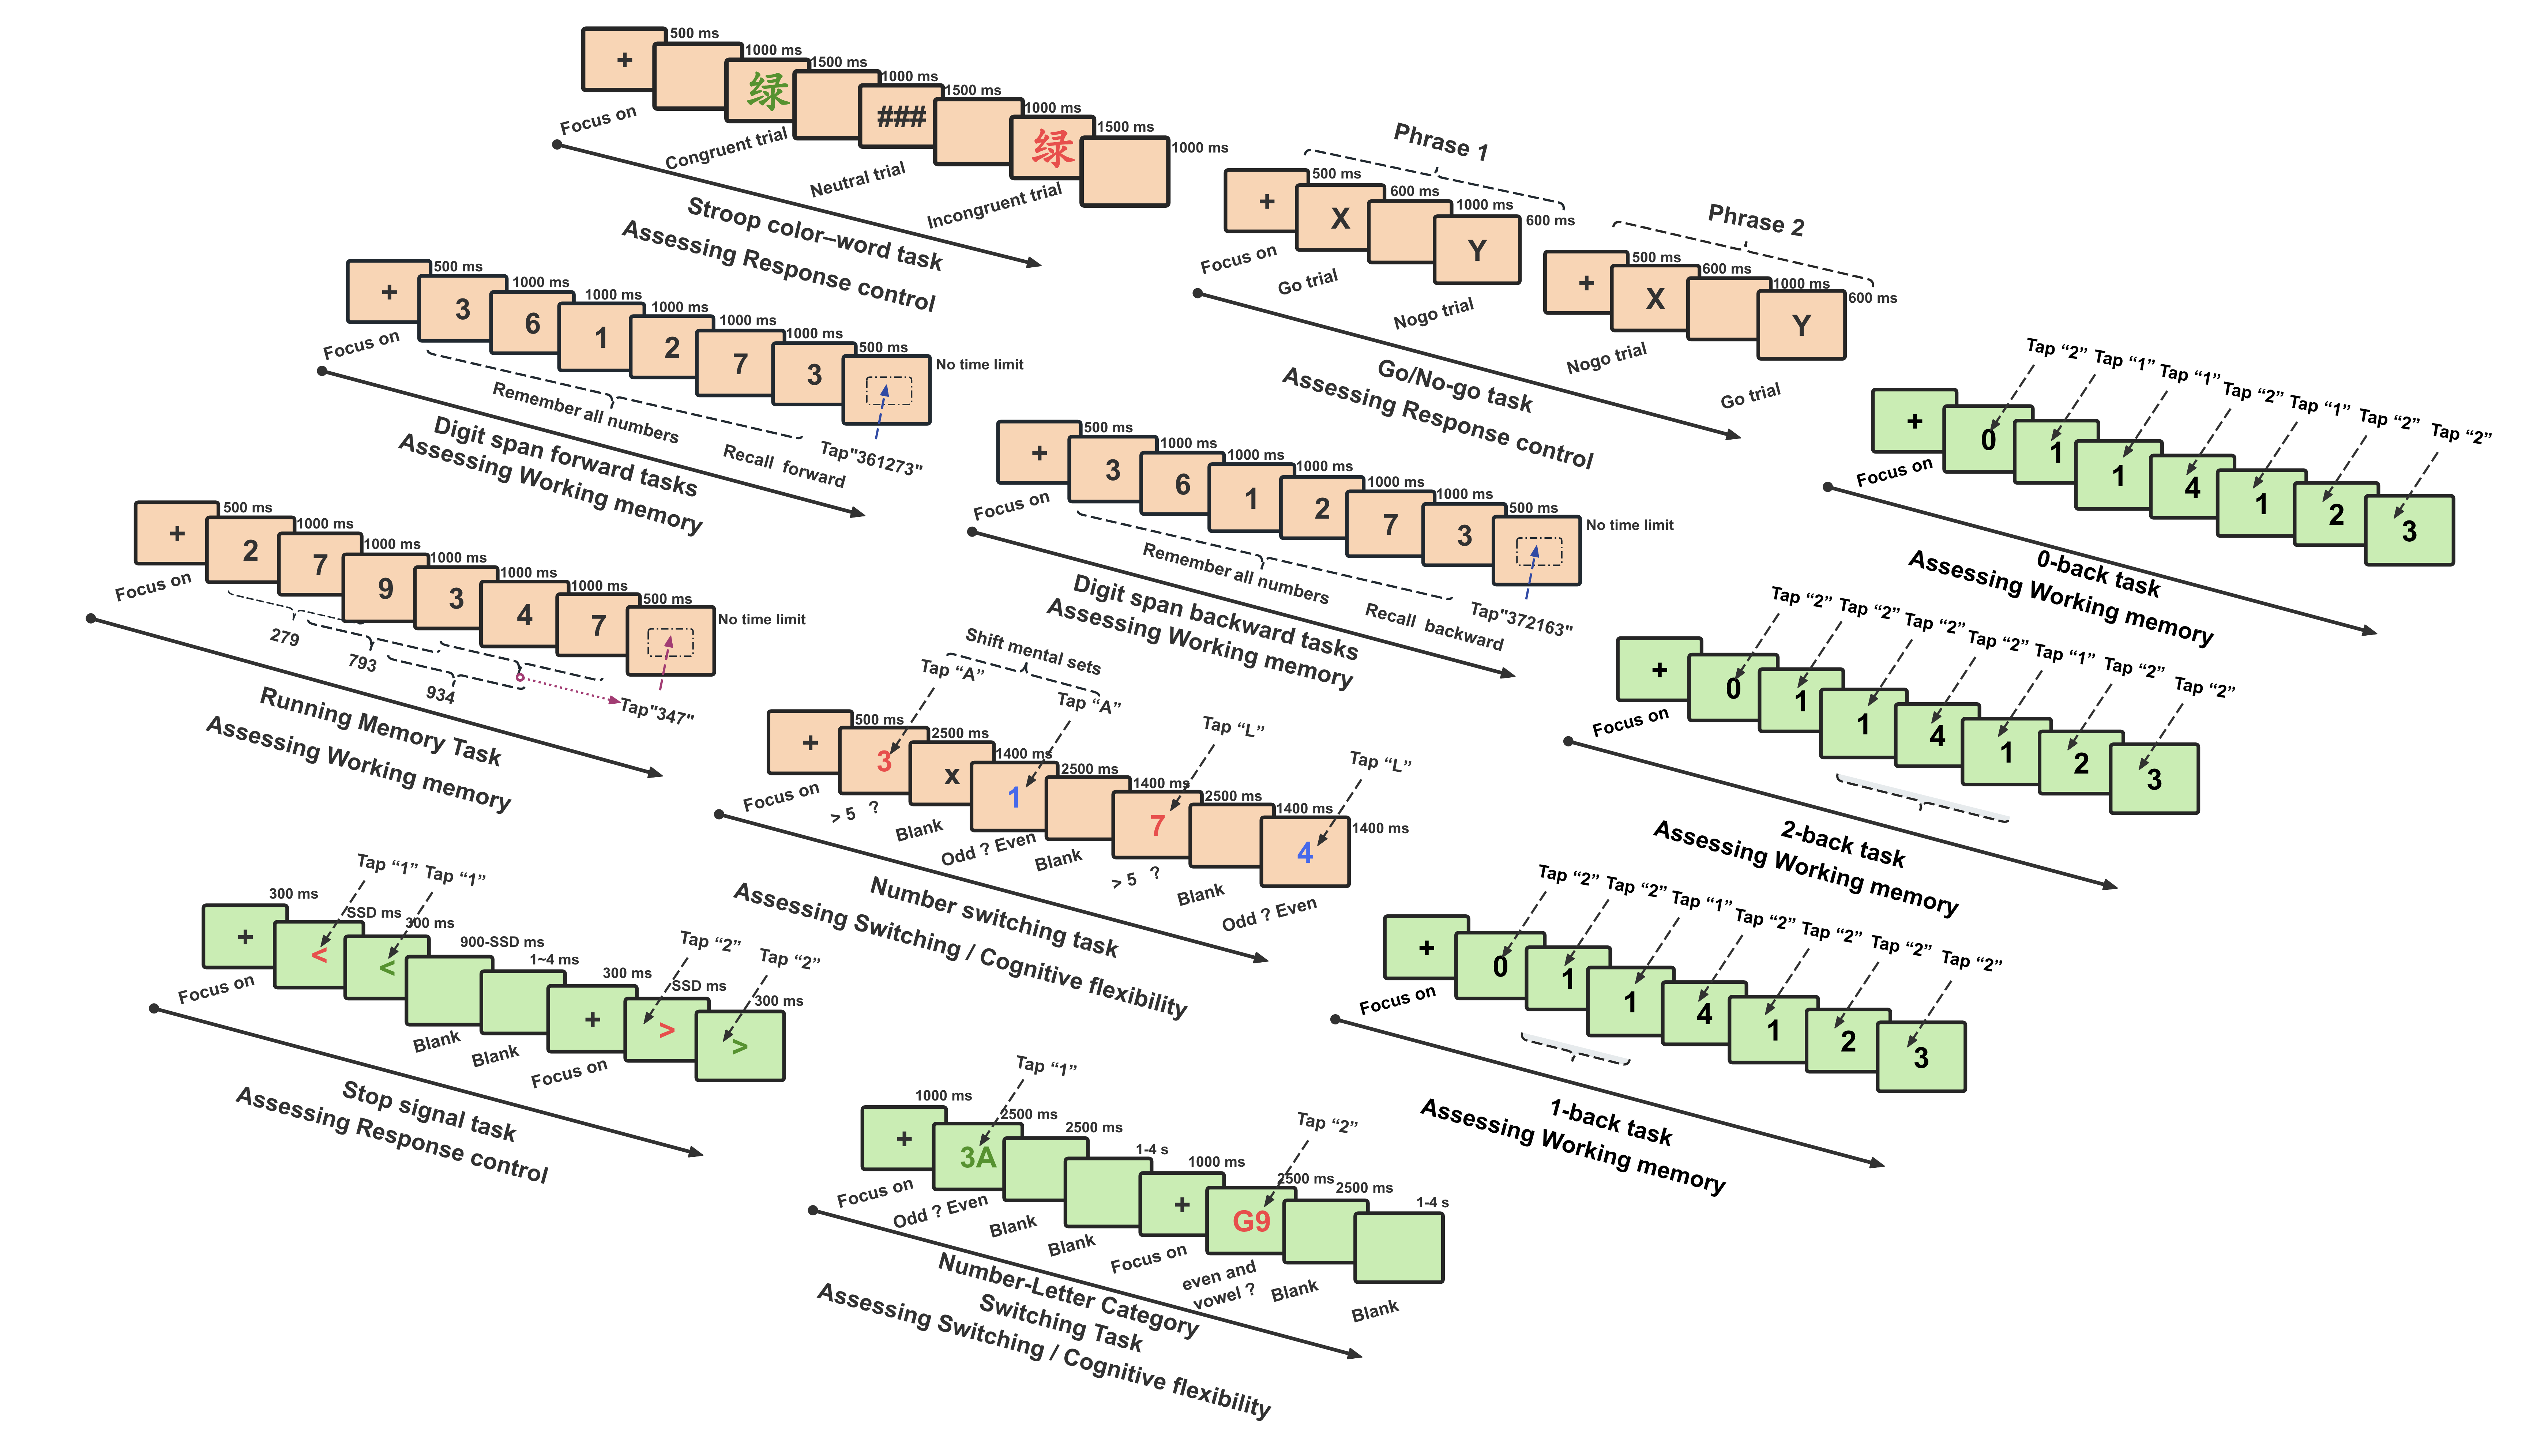 +
500 ms
1000 ms
绿
1500 ms
1000 ms
###
1500 ms
1000 ms
绿
1500 ms
1000 ms
Focus on
Congruent trial
Neutral trial
Incongruent trial
Stroop color–word task
Assessing Response control
Phrase 1
+
500 ms
X
600 ms
1000 ms
Y
600 ms
Focus on
Go trial
Nogo trial
Phrase 2
+
500 ms
X
600 ms
1000 ms
Y
600 ms
Nogo trial
Go trial
Go/No-go task
Assessing Response control
+
500 ms
3
1000 ms
6
1000 ms
1
1000 ms
2
1000 ms
7
1000 ms
3
500 ms
No time limit
Focus on
Remember all numbers
Recall forward
Tap"361273"
Digit span forward tasks
Assessing Working memory
+
500 ms
3
1000 ms
6
1000 ms
1
1000 ms
2
1000 ms
7
1000 ms
3
500 ms
No time limit
Focus on
Remember all numbers
Recall backward
Tap"372163"
Digit span backward tasks
Assessing Working memory
Tap “2”
Tap “1”
Tap “1”
Tap “2”
Tap “1”
Tap “2”
Tap “2”
+
0
1
1
4
1
2
3
Focus on
0-back task
Assessing Working memory
+
500 ms
2
1000 ms
7
1000 ms
9
1000 ms
3
1000 ms
4
1000 ms
7
500 ms
No time limit
Focus on
279
793
934
Tap"347"
Running Memory Task
Assessing Working memory
Shift mental sets
Tap “A”
Tap “A”
Tap “L”
Tap “L”
+
500 ms
3
2500 ms
x
1400 ms
1
2500 ms
1400 ms
7
2500 ms
1400 ms
4
1400 ms
Focus on
> 5 ?
Blank
Odd ? Even
Blank
> 5 ?
Blank
Odd ? Even
Number switching task
Assessing Switching / Cognitive flexibility
Tap “2”
Tap “2”
Tap “2”
Tap “2”
Tap “1”
Tap “2”
Tap “2”
+
0
1
1
4
1
2
3
Focus on
2-back task
Assessing Working memory
Tap “1”
Tap “1”
300 ms
+
<
SSD ms
<
300 ms
900-SSD ms
1~4 ms
+
300 ms
Tap “2”
>
SSD ms
Tap “2”
>
300 ms
Focus on
Blank
Blank
Focus on
Stop signal task
Assessing Response control
Tap “2”
Tap “2”
Tap “1”
Tap “2”
Tap “2”
Tap “2”
Tap “2”
+
0
1
1
4
1
2
3
Focus on
1-back task
Assessing Working memory
Tap “1”
1000 ms
+
3A
2500 ms
2500 ms
1-4 s
+
1000 ms
Tap “2”
G9
2500 ms
2500 ms
1-4 s
Focus on
Odd ? Even
Blank
Blank
Focus on
even and
vowel ?
Blank
Blank
Number-Letter Category
Switching Task
Assessing Switching / Cognitive flexibility